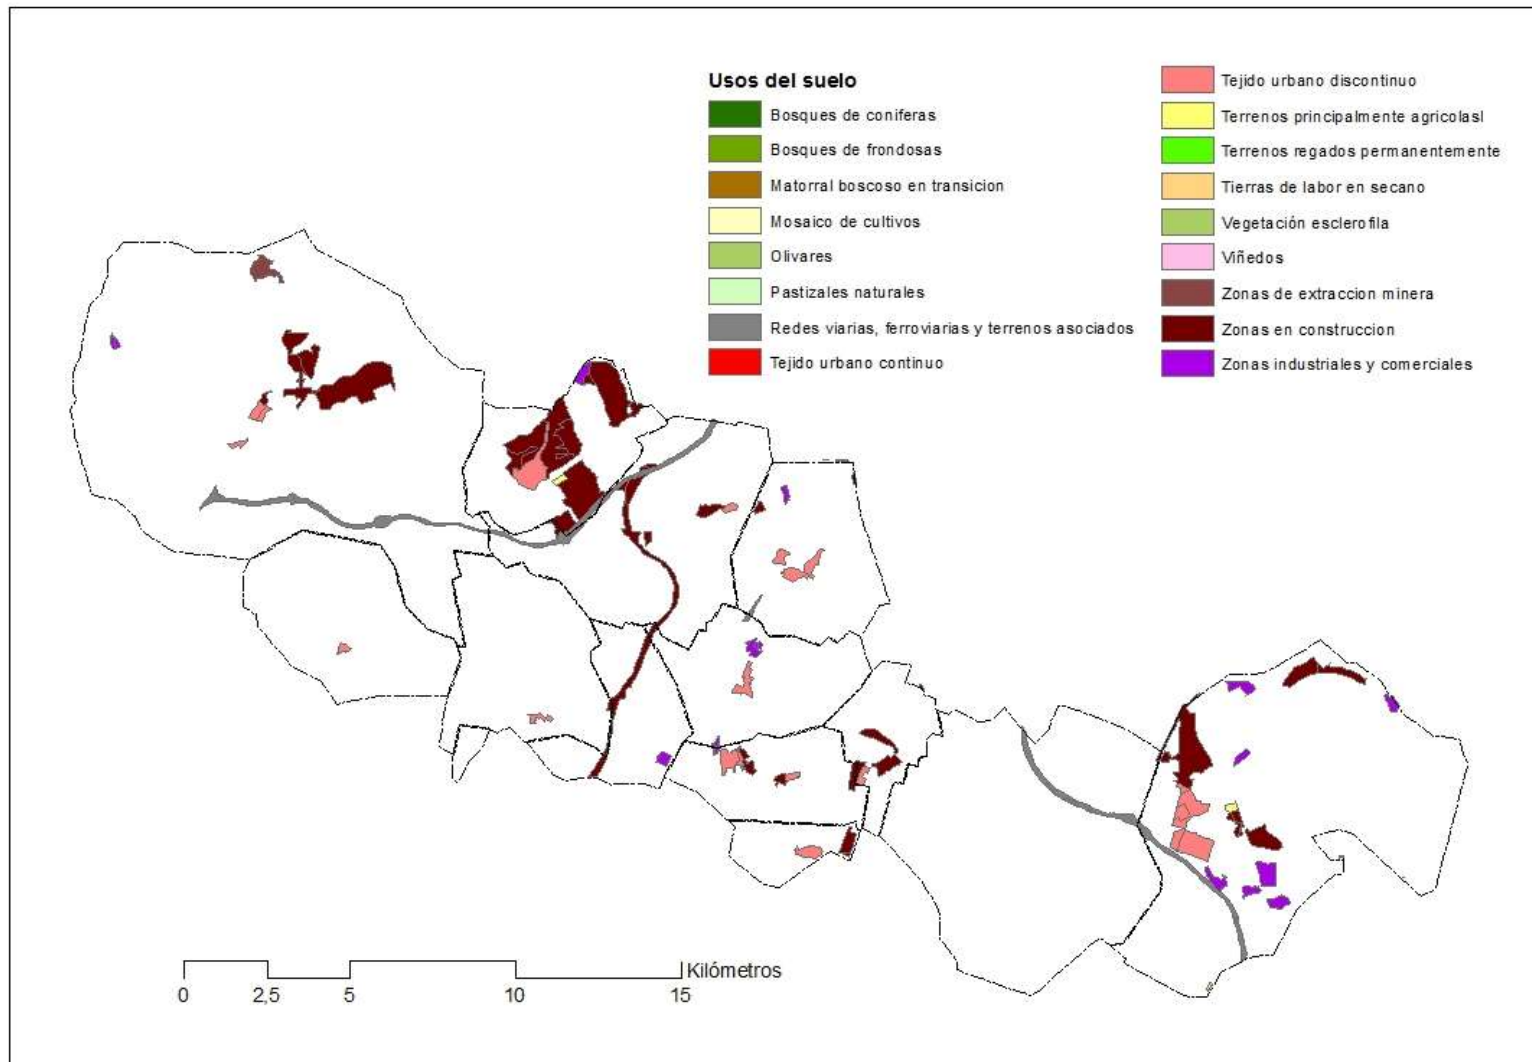 Usos del suelo
Bosques de coniferas
Bosques de frondosas
Matorral boscoso en transicion
Mosaico de cultivos
Olivares
Pastizales naturales
Redes viarias, ferroviarias y terrenos asociados
Tejido urbano continuo
Tejido urbano discontinuo
Terrenos principalmente agricolasl
Terrenos regados permanentemente
Tierras de labor en secano
Vegetación esclerofila
Viñedos
Zonas de extraccion minera
Zonas en construccion
Zonas industriales y comerciales
Kilómetros
0 2,5 5 10 15